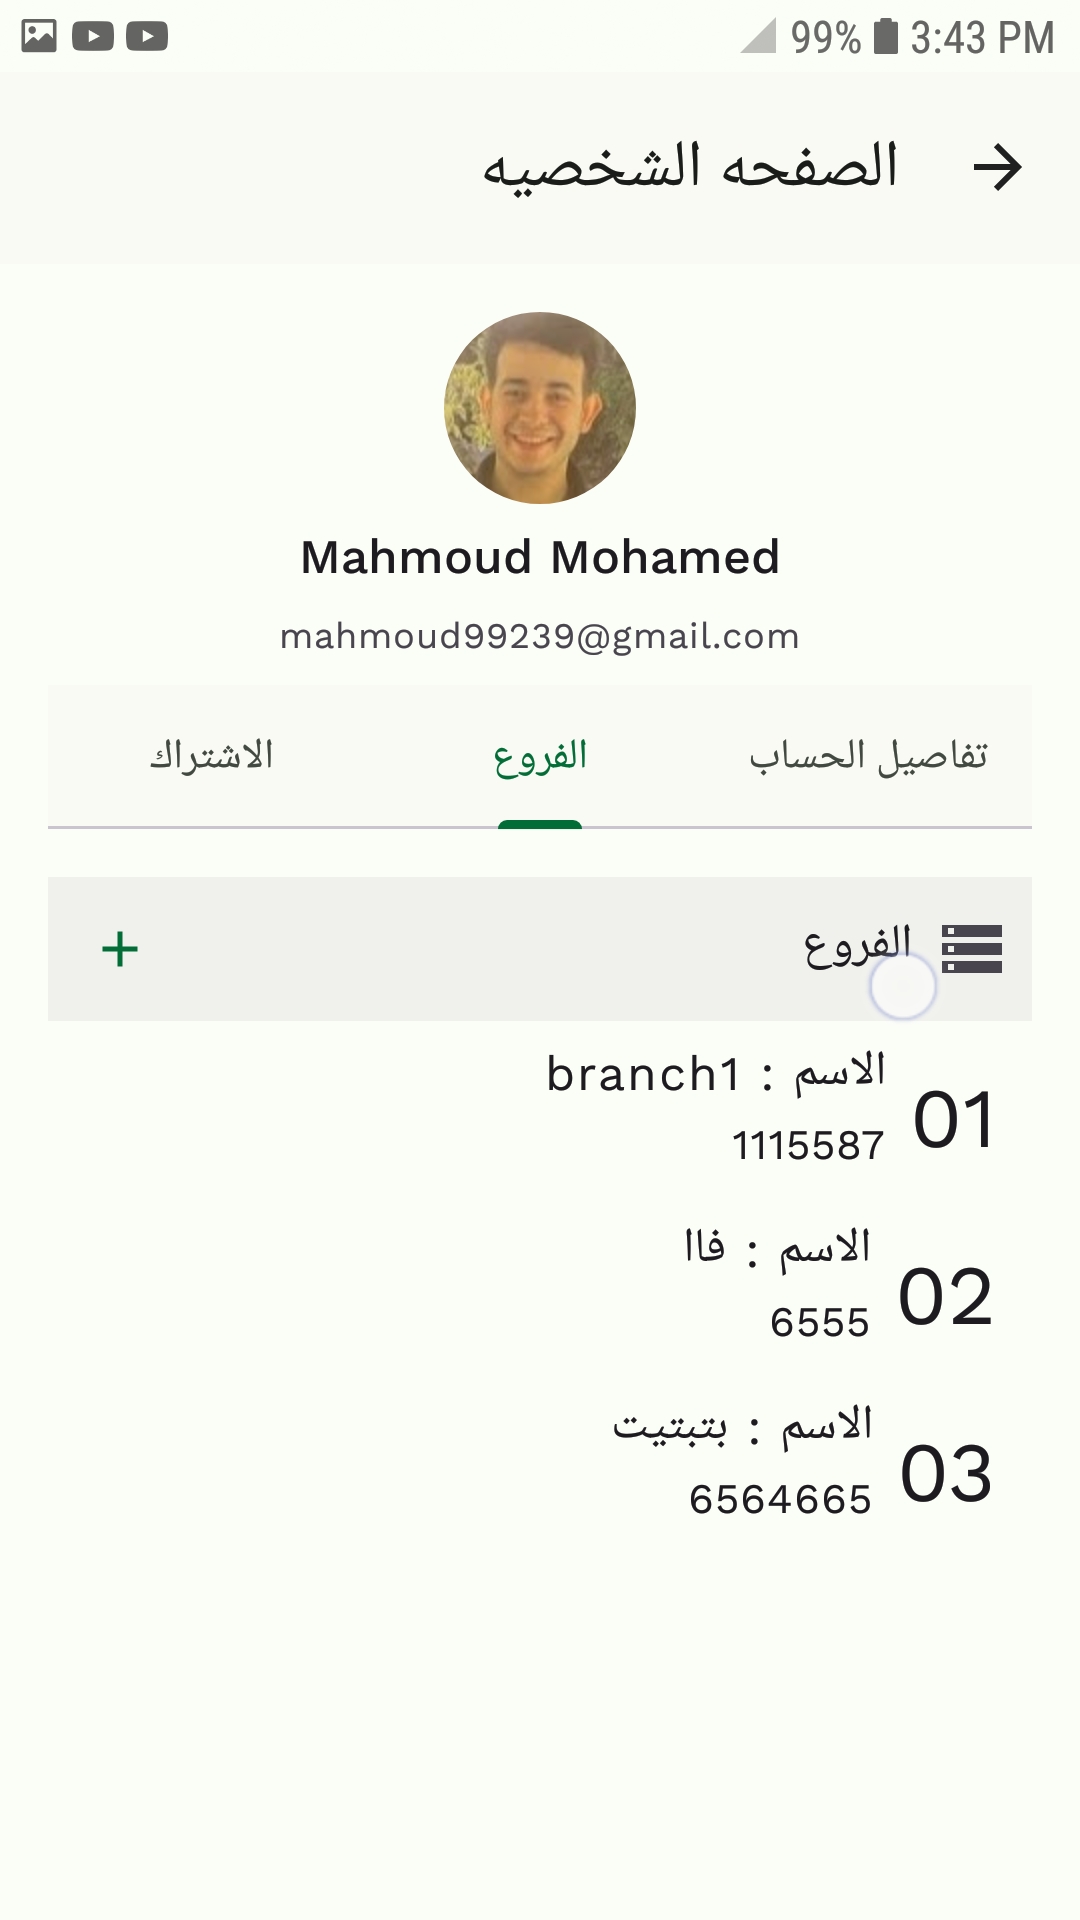 99% 3:43 PM
الصفحه الشخصيه
Mahmoud Mohamed
mahmoud99239@gmail.com
تفاصيل الحساب الفروع الاشتراك
الفروع +
01
الاسم : branch1
1115587
02
الاسم : فاا
6555
03
الاسم : بتبتيت
6564665